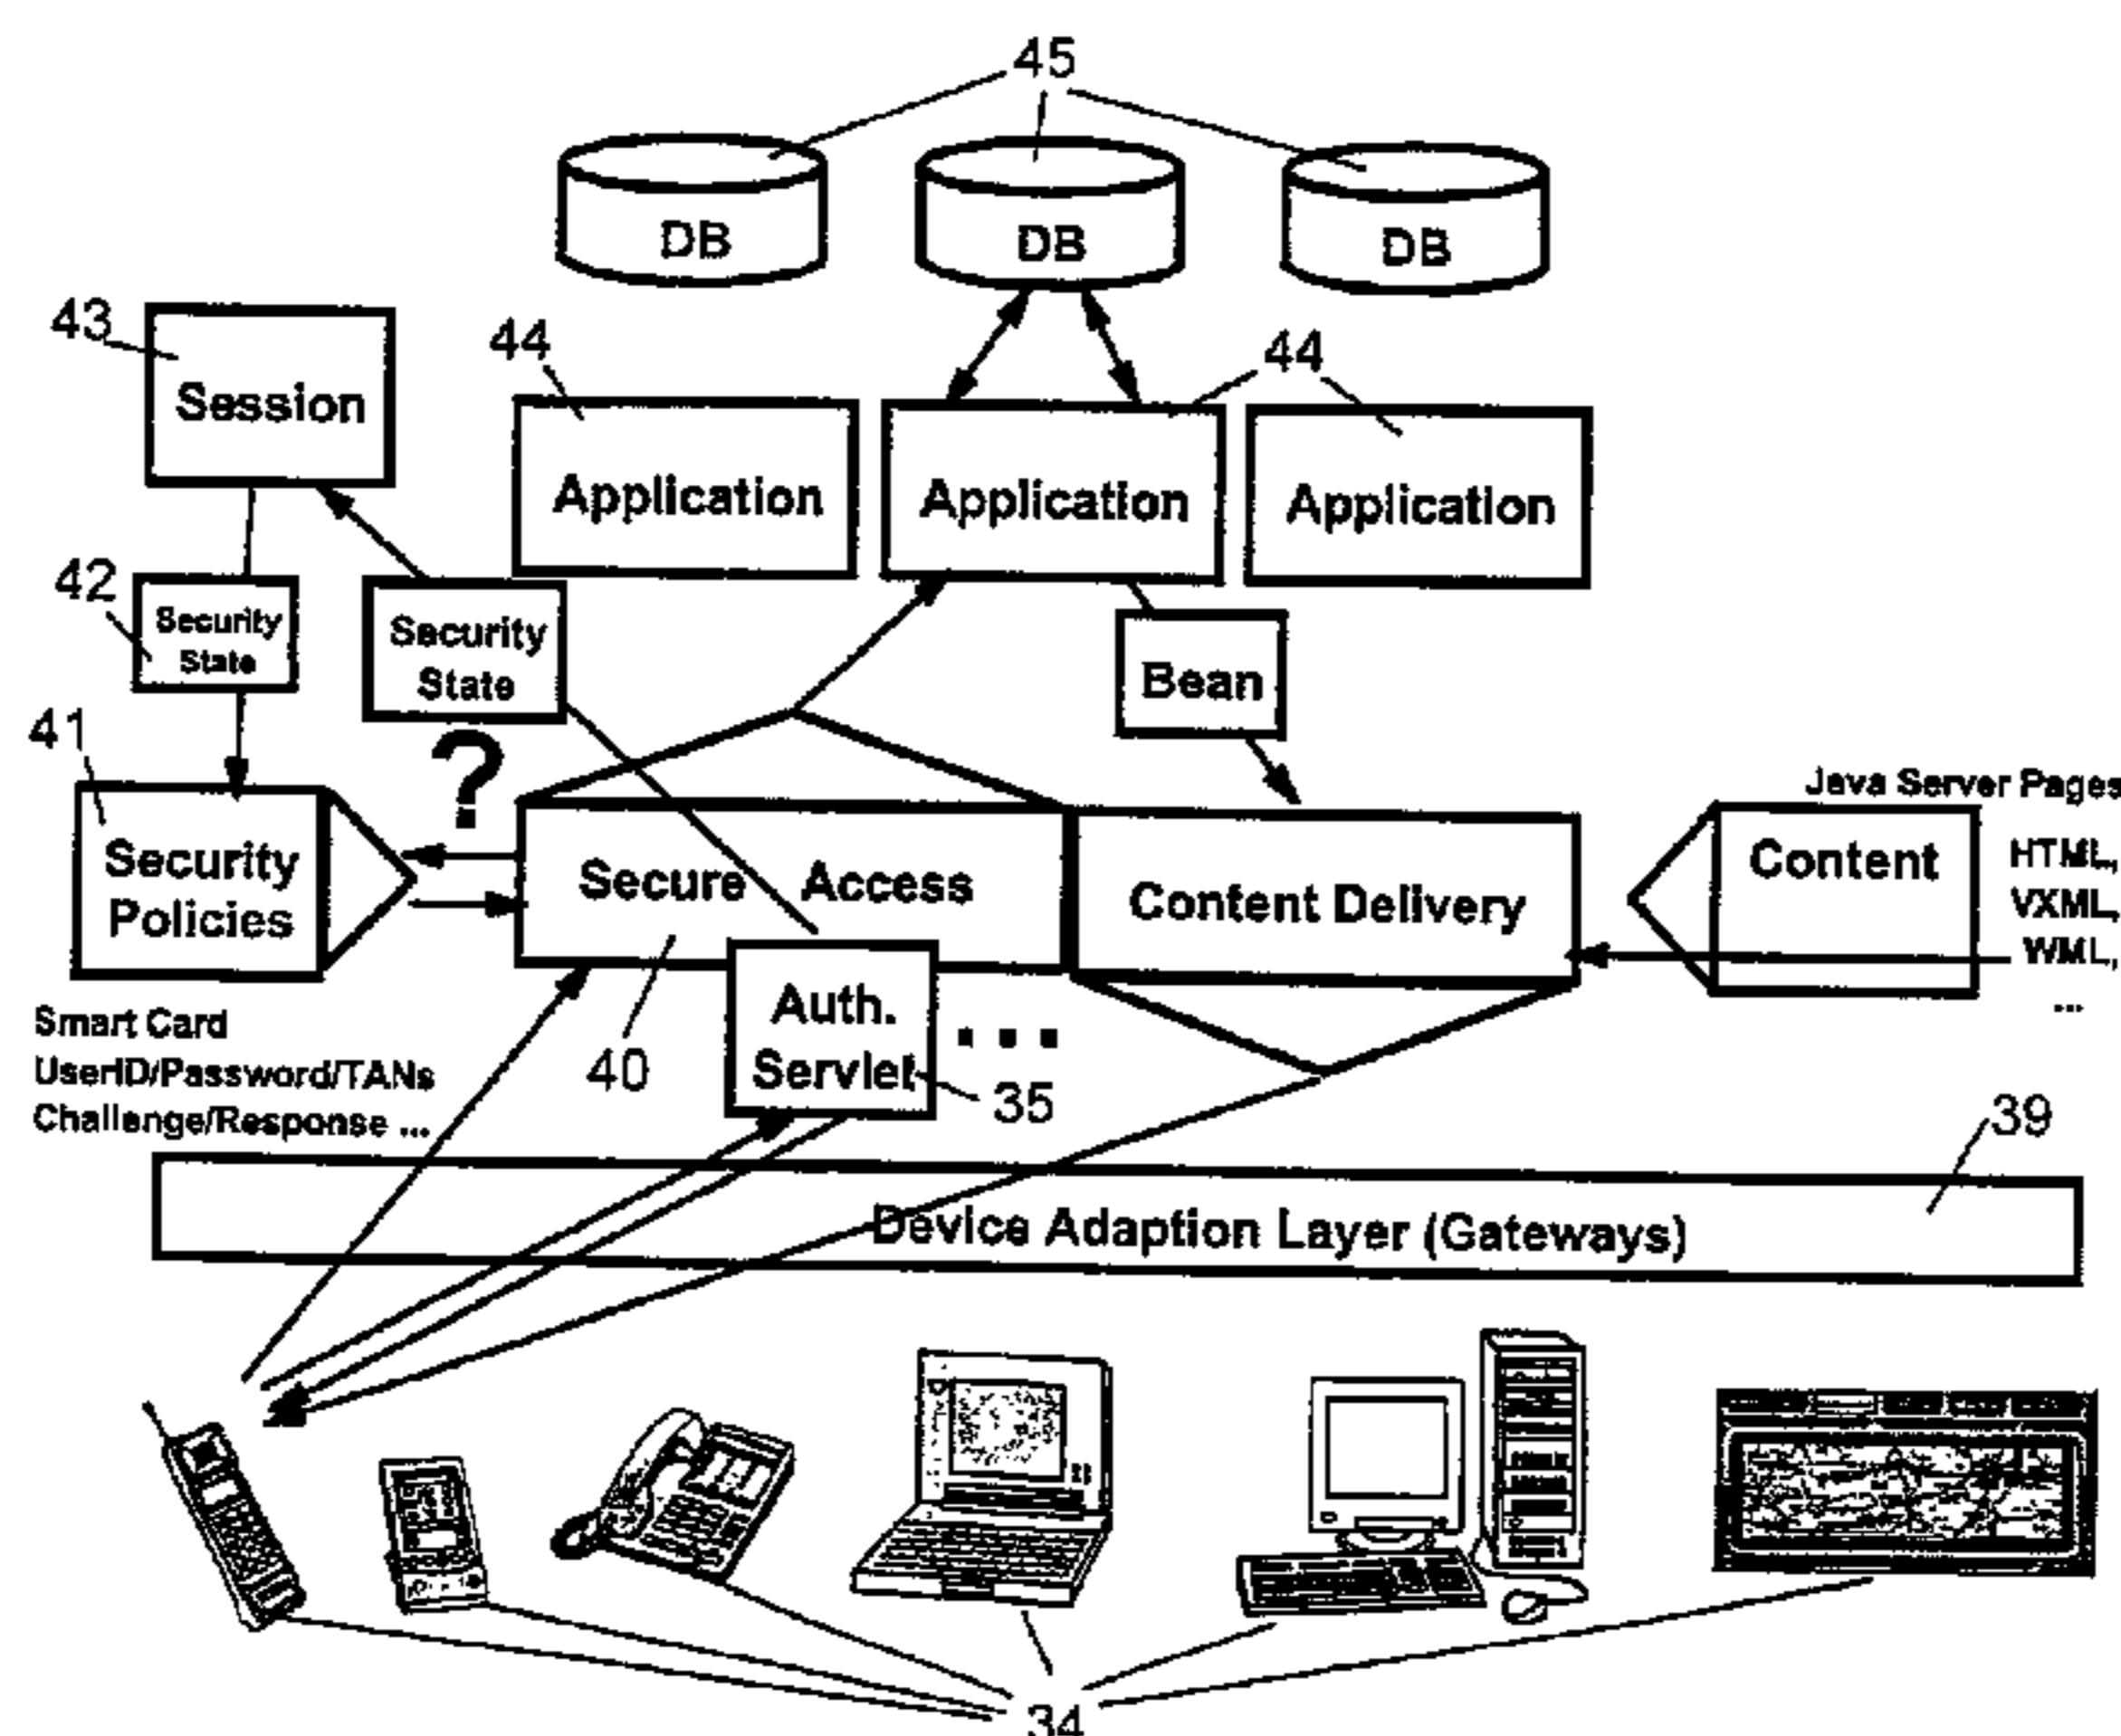 45
DB
DB
DB
43
Session
44
44
Application
Application
Application
42
Security
State
Security
State
Bean
41
?
Security
Policies
Secure Access
Content Delivery
Java Server Pages
Content
HTML,
VXML,
WML,
...
Smart Card
UserID/Password/TANs
Challenge/Response ...
40
Auth.
Servlet
...
35
39
Device Adaption Layer (Gateways)
34